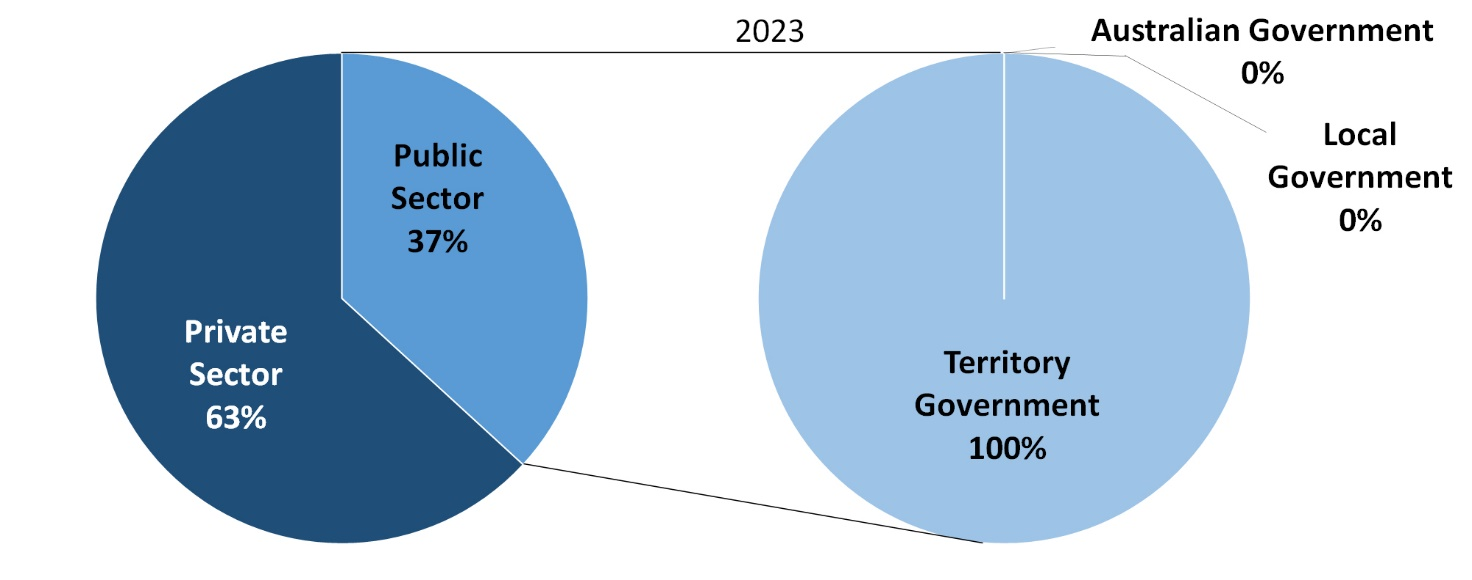 2023
Public
Sector
37%
Private
Sector
63%
Australian Government
0%
Local
Government
0%
Territory
Government
100%